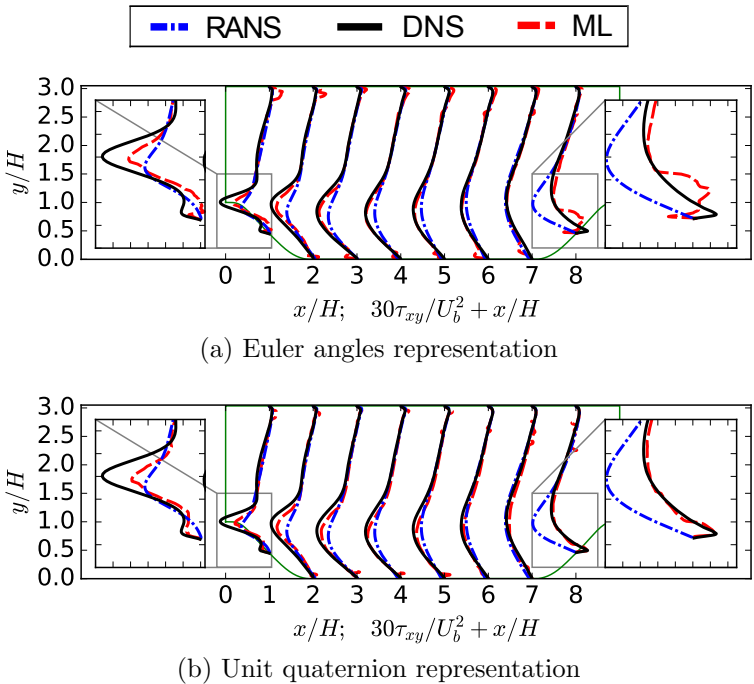 RANS DNS ML
3.0
2.5
2.0
1.5
1.0
0.5
0.0
y/H
0 1 2 3 4 5 6 7 8
x/H; 30τxy/U_b^2 + x/H
(a) Euler angles representation
3.0
2.5
2.0
1.5
1.0
0.5
0.0
y/H
0 1 2 3 4 5 6 7 8
x/H; 30τxy/U_b^2 + x/H
(b) Unit quaternion representation